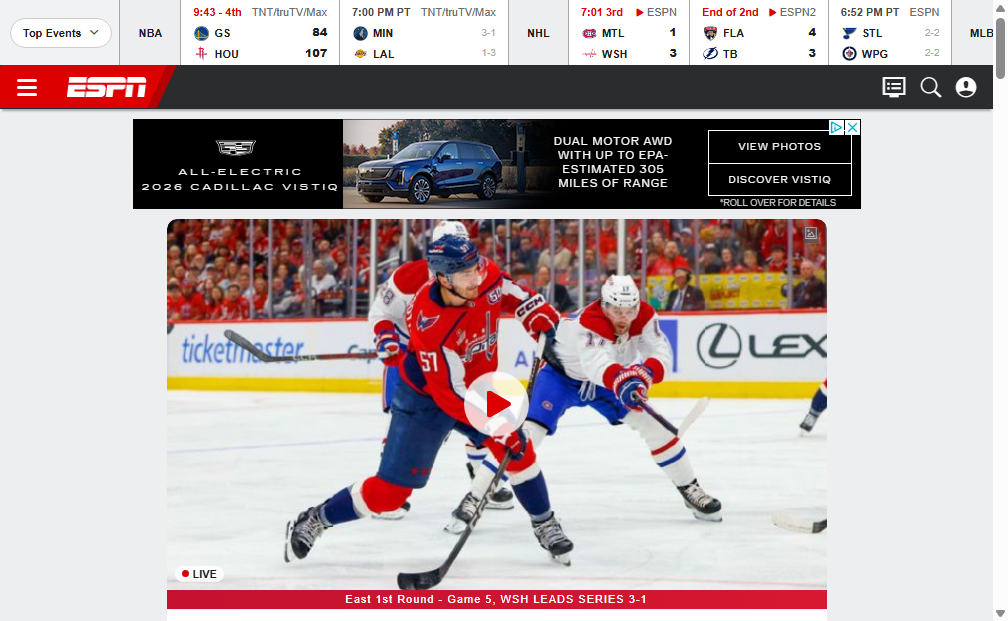 Top Events
NBA
9:43 - 4th TNT/truTV/Max
GS 84
HOU 107
7:00 PM PT TNT/truTV/Max
MIN 3-1
LAL 1-3
NHL
7:01 3rd ESPN
MTL 1
WSH 3
End of 2nd ESPN2
FLA 4
TB 3
6:52 PM PT ESPN
STL 2-2
WPG 2-2
MLB
ESPN
ALL-ELECTRIC
2026 CADILLAC VISTIQ
DUAL MOTOR AWD
WITH UP TO EPA-
ESTIMATED 305
MILES OF RANGE
VIEW PHOTOS
DISCOVER VISTIQ
*ROLL OVER FOR DETAILS
ticketmaster
LEX
CCM
57
17
LIVE
East 1st Round - Game 5, WSH LEADS SERIES 3-1